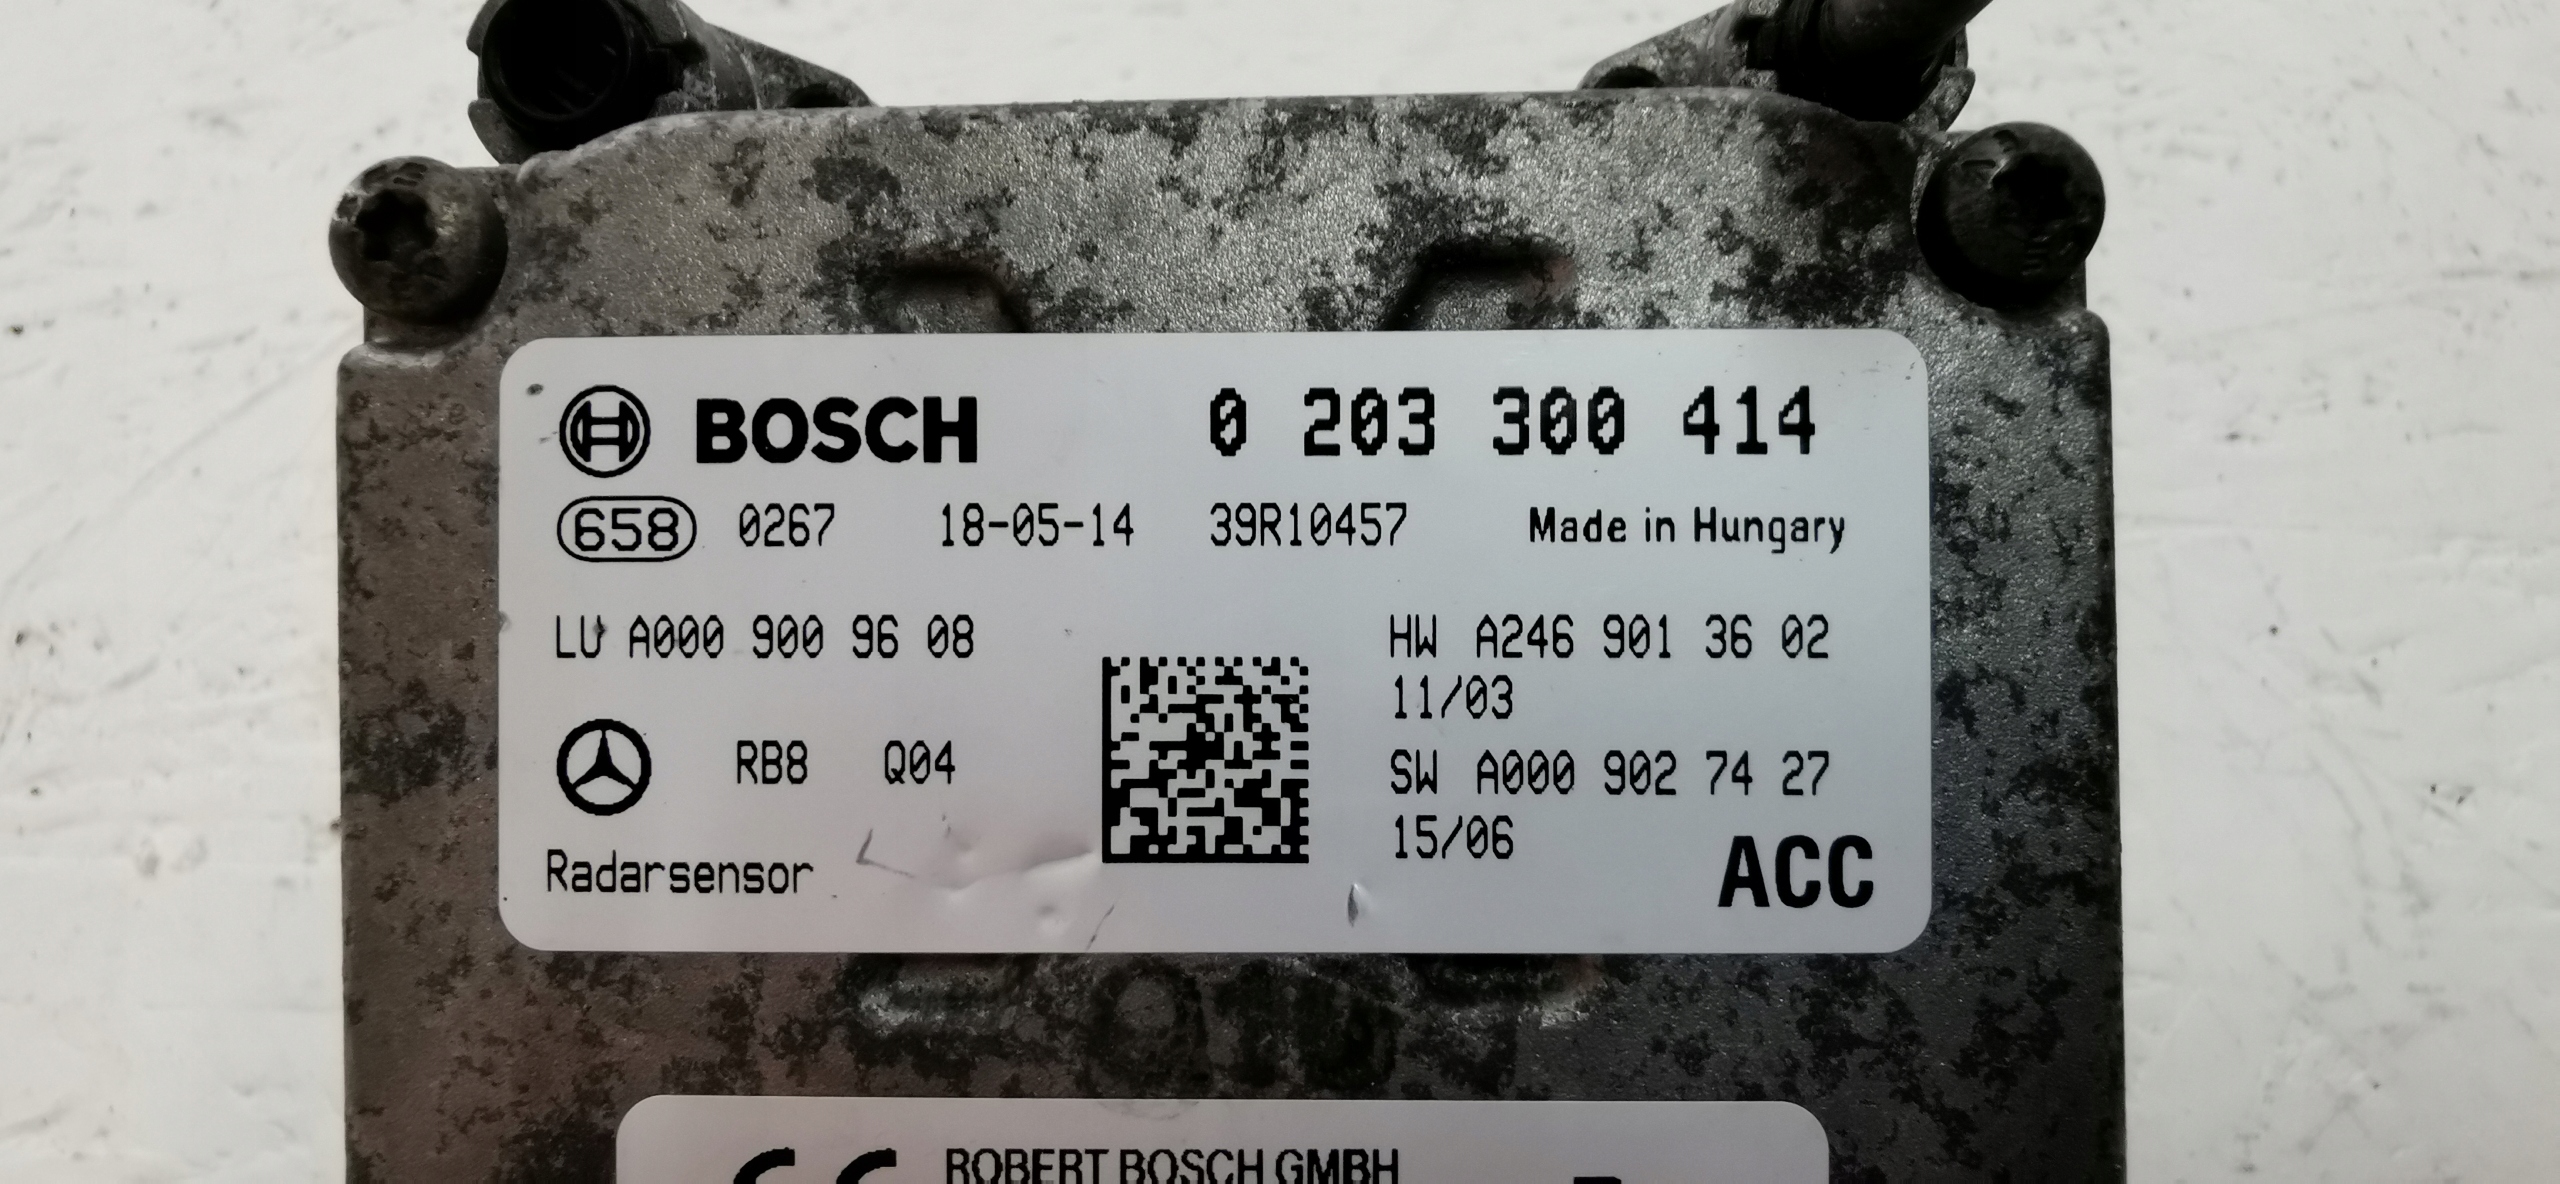 BOSCH 0 203 300 414
658 0267 18-05-14 39R10457 Made in Hungary
LU A000 900 96 08 HW A246 901 36 02
11/03
RB8 Q04 SW A000 902 74 27
15/06
Radarsensor ACC
CE ROBERT BOSCH GMBH